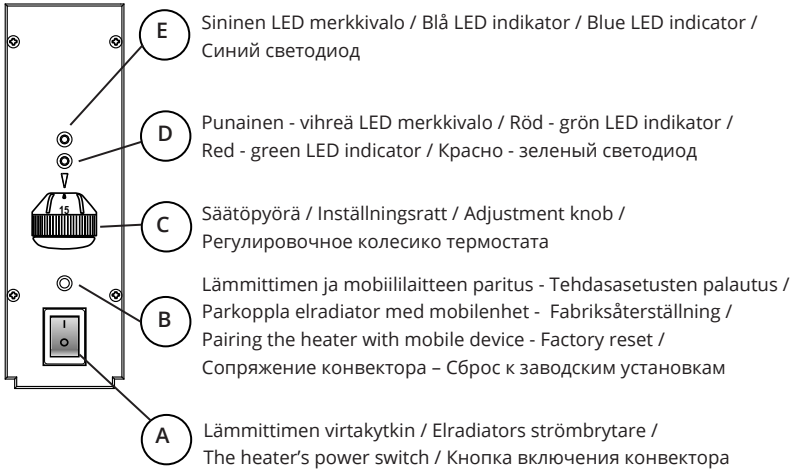 E
Sininen LED merkkivalo / Blå LED indikator / Blue LED indicator /
Синий светодиод
D
Punainen - vihreä LED merkkivalo / Röd - grön LED indikator /
Red - green LED indicator / Красно - зеленый светодиод
15
C
Säätöpyörä / Inställningsratt / Adjustment knob /
Регулировочное колесико термостата
B
Lämmittimen ja mobiililaitteen paritus - Tehdasasetusten palautus /
Parkoppla elradiator med mobilenhet - Fabriksåterställning /
Pairing the heater with mobile device - Factory reset /
Сопряжение конвектора – Сброс к заводским установкам
I
O
A
Lämmittimen virtakytkin / Elradiators strömbrytare /
The heater’s power switch / Кнопка включения конвектора